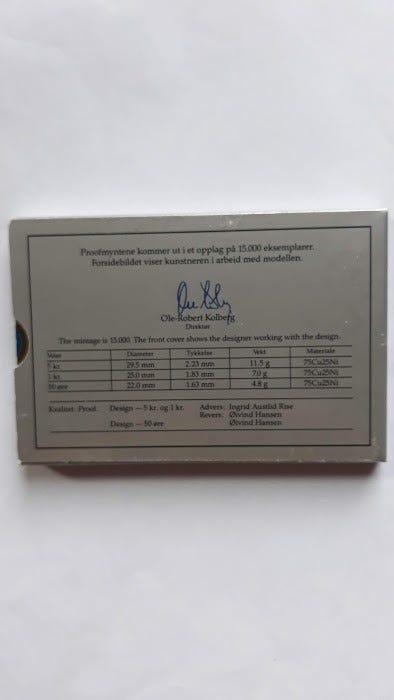 Proofmyntene kommer ut i et opplag på 15.000 eksemplarer.
Forsidebildet viser kunstneren i arbeid med modellen.
Ole-Robert Kolberg
Direktør
The mintage is 15.000. The front cover shows the designer working with the design.
Diameter Tykkelse Vekt Materiale
5 kr. 29.5 mm 2.23 mm 11.5 g 75Cu25Ni
1 kr. 25.0 mm 1.83 mm 7.0 g 75Cu25Ni
50 øre 22.0 mm 1.63 mm 4.8 g 75Cu25Ni
Kvalitet: Proof. Design — 5 kr. og 1 kr. Advers: Ingrid Austlid Rise
Revers: Øivind Hansen
Design — 50 øre Øivind Hansen